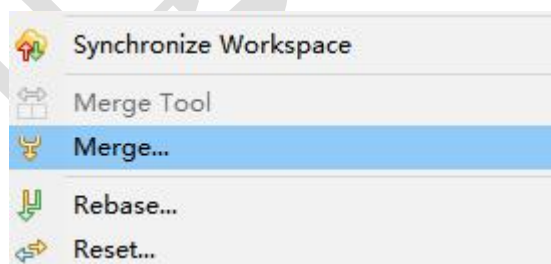 Synchronize Workspace
Merge Tool
Merge...
Rebase...
Reset...